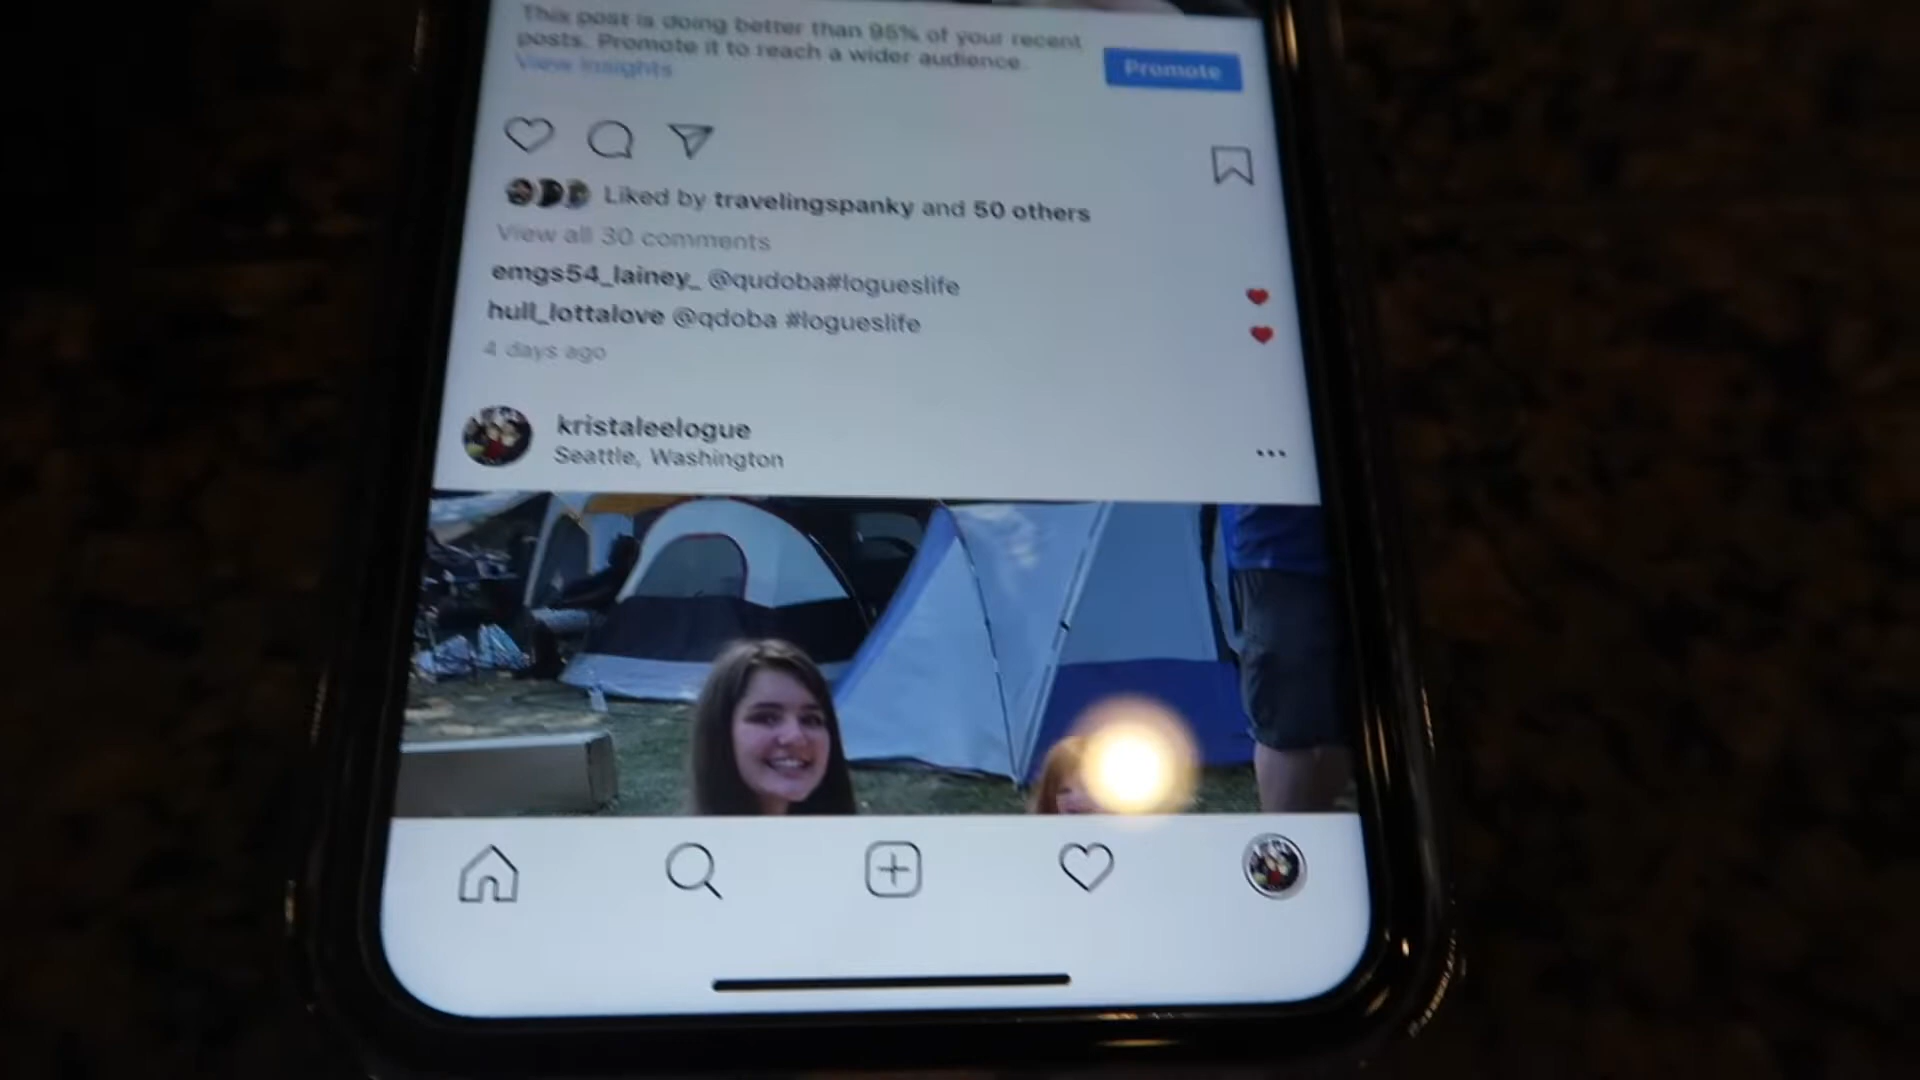 This post is doing better than 95% of your recent
posts. Promote it to reach a wider audience.
View Insights
Promote
Liked by travelingspanky and 50 others
View all 30 comments
emgs54_lainey_ @qudoba#logueslife
hull_lottalove @qdoba #logueslife
4 days ago
kristaleelogue
Seattle, Washington